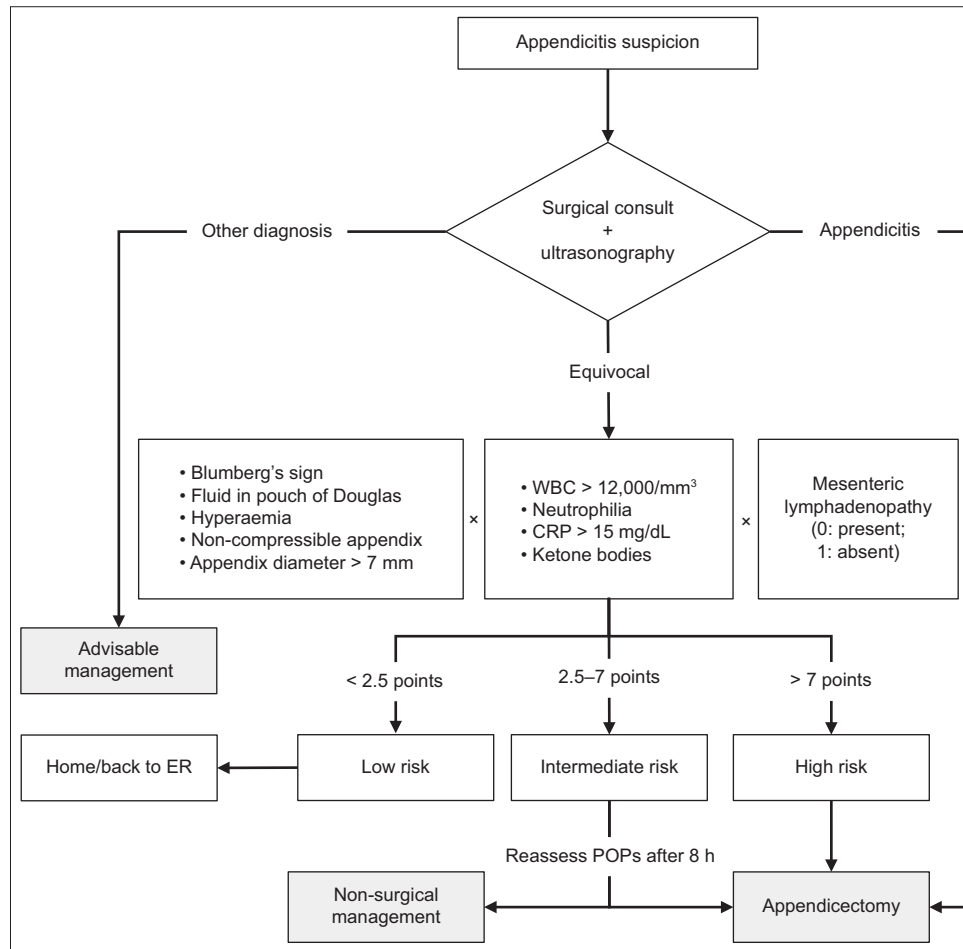 Appendicitis suspicion
Surgical consult
+
ultrasonography
Other diagnosis
Appendicitis
Equivocal
• Blumberg's sign
• Fluid in pouch of Douglas
• Hyperaemia
• Non-compressible appendix
• Appendix diameter > 7 mm
×
• WBC > 12,000/mm³
• Neutrophilia
• CRP > 15 mg/dL
• Ketone bodies
×
Mesenteric
lymphadenopathy
(0: present;
1: absent)
Advisable
management
< 2.5 points
2.5–7 points
> 7 points
Home/back to ER
Low risk
Intermediate risk
High risk
Reassess POPs after 8 h
Non-surgical
management
Appendicectomy